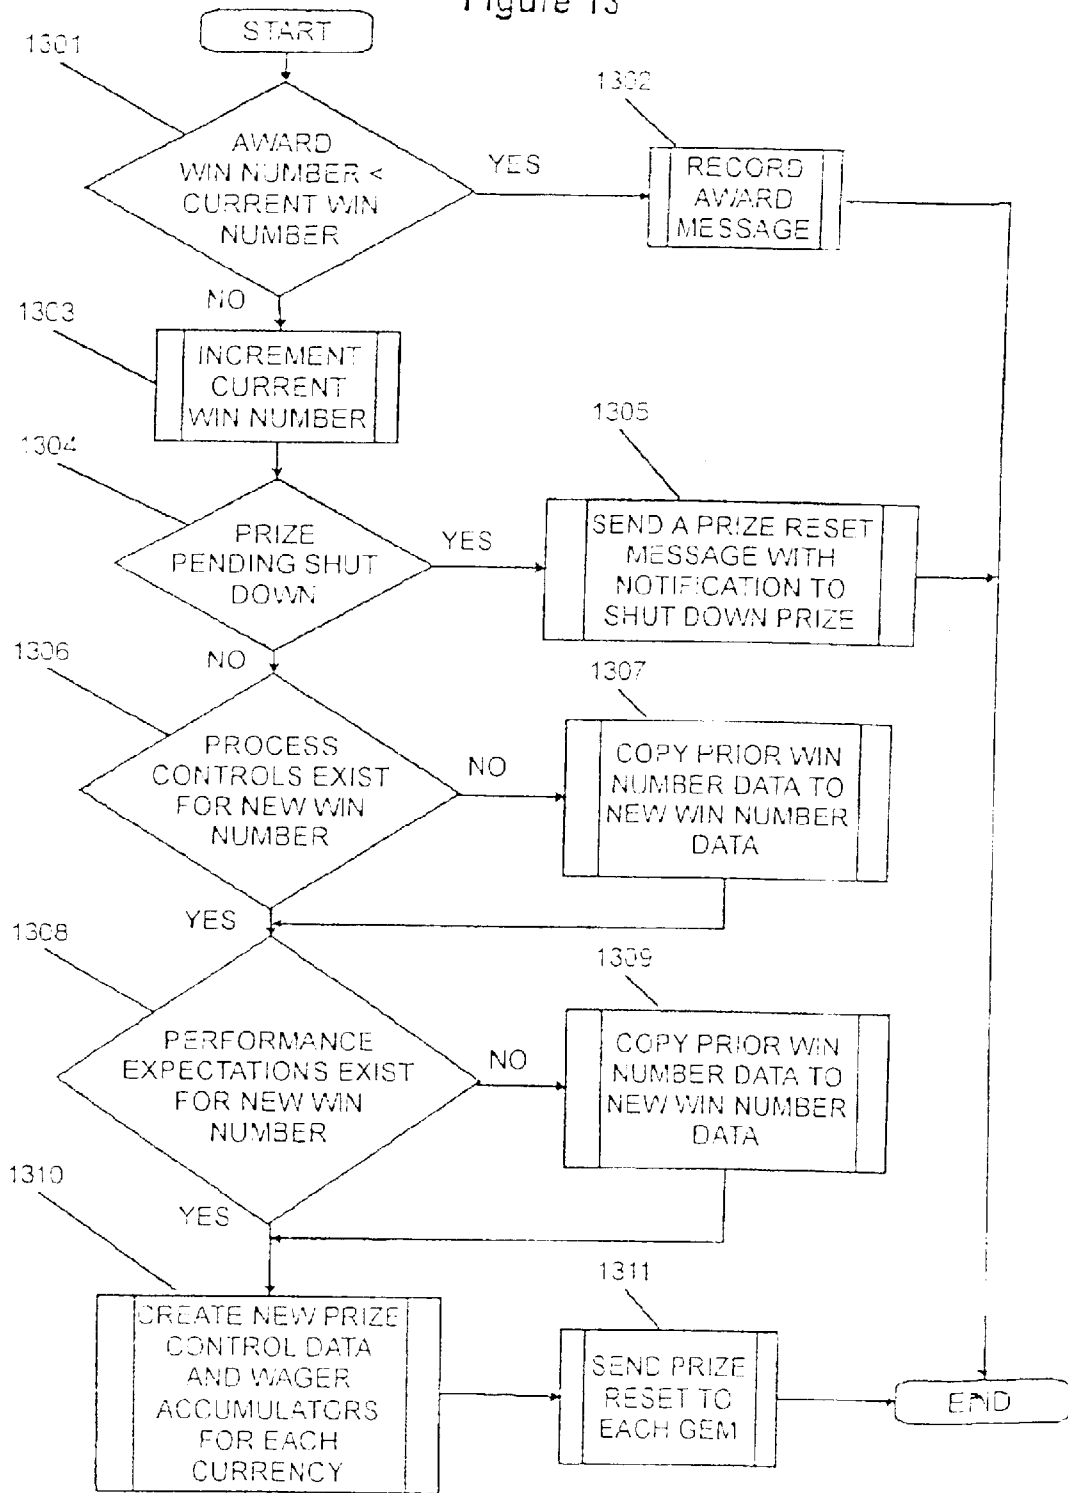 Figure 13
START
1301
AWARD
WIN NUMBER <
CURRENT WIN
NUMBER
YES
1302
RECORD
AWARD
MESSAGE
NO
1303
INCREMENT
CURRENT
WIN NUMBER
1304
PRIZE
PENDING SHUT
DOWN
YES
1305
SEND A PRIZE RESET
MESSAGE WITH
NOTIFICATION TO
SHUT DOWN PRIZE
NO
1306
PROCESS
CONTROLS EXIST
FOR NEW WIN
NUMBER
NO
1307
COPY PRIOR WIN
NUMBER DATA TO
NEW WIN NUMBER
DATA
YES
1308
PERFORMANCE
EXPECTATIONS EXIST
FOR NEW WIN
NUMBER
NO
1309
COPY PRIOR WIN
NUMBER DATA TO
NEW WIN NUMBER
DATA
YES
1310
CREATE NEW PRIZE
CONTROL DATA
AND WAGER
ACCUMULATORS
FOR EACH
CURRENCY
1311
SEND PRIZE
RESET TO
EACH GEM
END